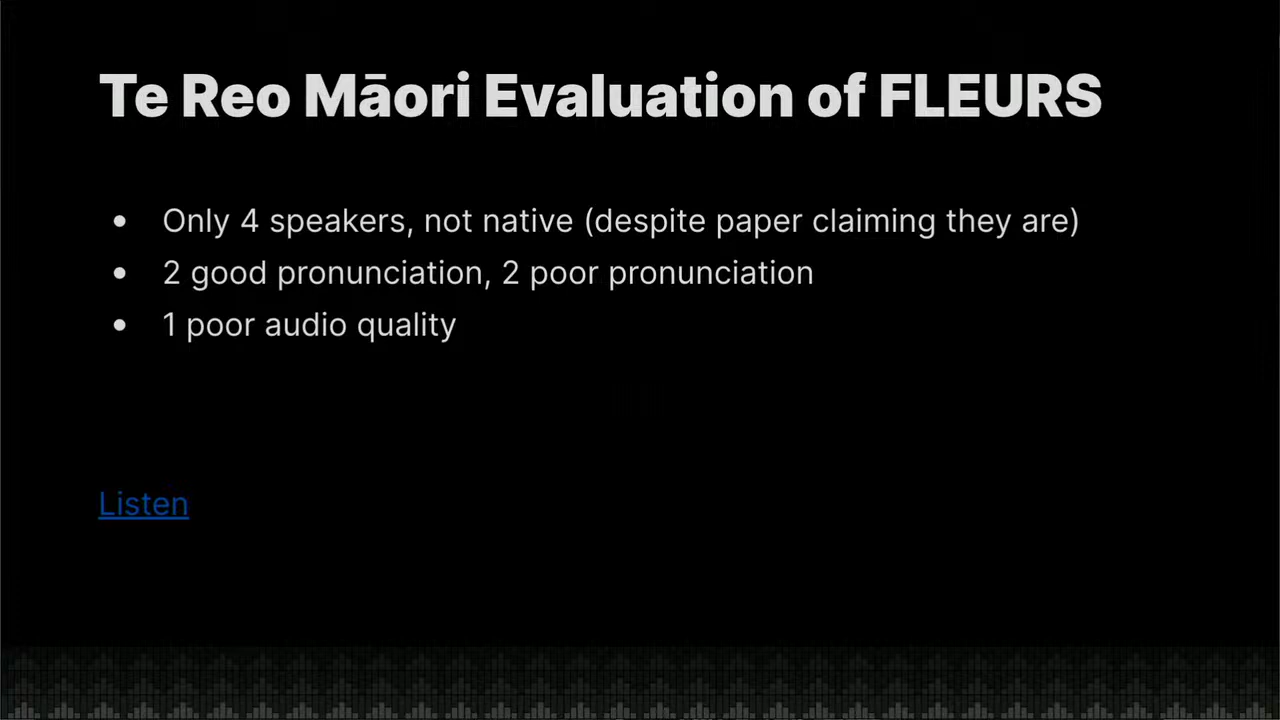 Te Reo Māori Evaluation of FLEURS
• Only 4 speakers, not native (despite paper claiming they are)
• 2 good pronunciation, 2 poor pronunciation
• 1 poor audio quality
Listen